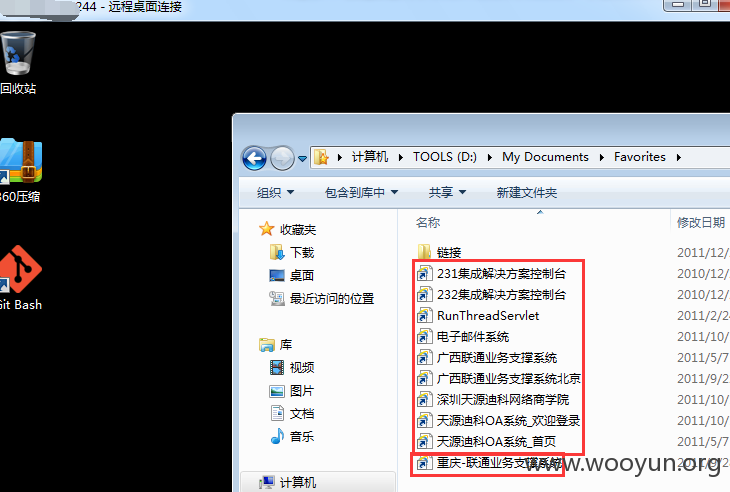 244 - 远程桌面连接
回收站
360压缩
Git Bash
计算机 TOOLS (D:) My Documents Favorites
组织 包含到库中 共享 新建文件夹
收藏夹
下载
桌面
最近访问的位置
库
视频
图片
文档
音乐
计算机
名称 修改日期
链接 2011/12/
231集成解决方案控制台 2010/12/
232集成解决方案控制台 2010/12/
RunThreadServlet 2011/2/24
电子邮件系统 2011/10/
广西联通业务支撑系统 2011/5/7
广西联通业务支撑系统北京 2011/9/2
深圳天源迪科网络商学院 2011/10/
天源迪科OA系统_欢迎登录 2011/10/
天源迪科OA系统_首页 2011/5/7
重庆-联通业务支撑系统
www.wooyun.org